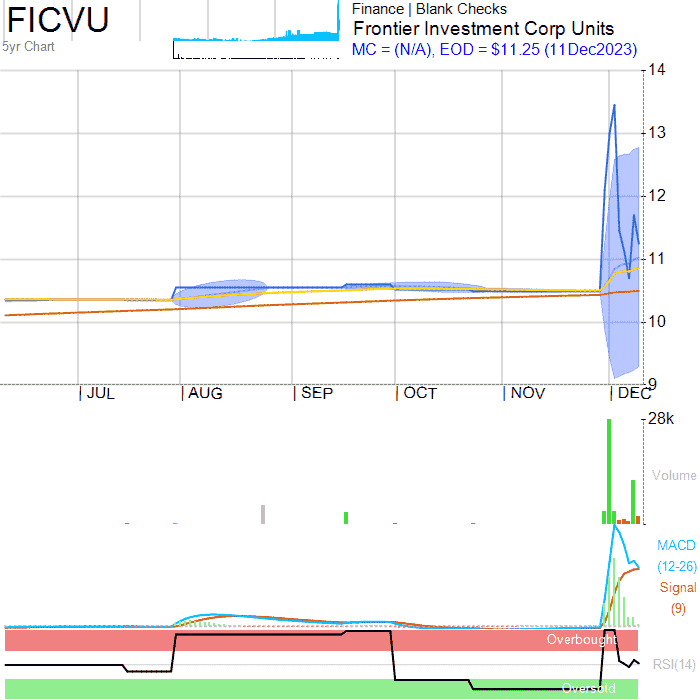 FICVU
5yr Chart
Finance | Blank Checks
Frontier Investment Corp Units
MC = (N/A), EOD = $11.25 (11Dec2023)
14
13
12
11
10
9
JUL AUG SEP OCT NOV DEC
28k
Volume
MACD
(12-26)
Signal
(9)
Overbought
RSI(14)
Oversold